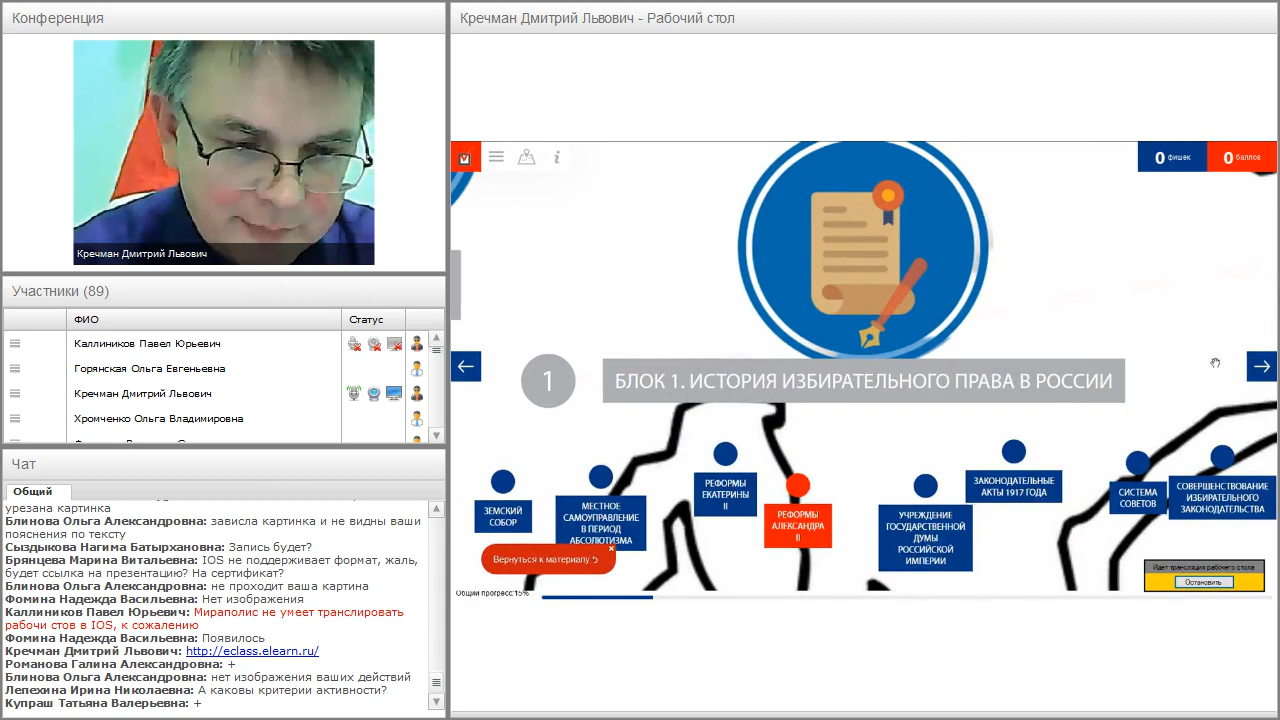 Конференция
Кречман Дмитрий Львович
Участники (89)
ФИО
Статус
Каллиников Павел Юрьевич
Горянская Ольга Евгеньевна
Кречман Дмитрий Львович
Хромченко Ольга Владимировна
Чат
Общий
урезана картинка
Блинова Ольга Александровна: зависла картинка и не видны ваши
пояснения по тексту
Сыздыкова Нагима Батырхановна: Запись будет?
Брянцева Марина Витальевна: IOS не поддерживает формат, жаль,
будет ссылка на презентацию? На сертификат?
Блинова Ольга Александровна: не проходит ваша картина
Фомина Надежда Васильевна: Нет изображения
Каллиников Павел Юрьевич: Мираполис не умеет транслировать
рабочи стов в IOS, к сожалению
Фомина Надежда Васильевна: Появилось
Кречман Дмитрий Львович: http://eclass.elearn.ru/
Романова Галина Александровна: +
Блинова Ольга Александровна: нет изображения ваших действий
Лепехина Ирина Николаевна: А каковы критерии активности?
Купраш Татьяна Валерьевна: +
Кречман Дмитрий Львович - Рабочий стол
0 фишек
0 баллов
1
БЛОК 1. ИСТОРИЯ ИЗБИРАТЕЛЬНОГО ПРАВА В РОССИИ
ЗЕМСКИЙ
СОБОР
МЕСТНОЕ
САМОУПРАВЛЕНИЕ
В ПЕРИОД
АБСОЛЮТИЗМА
РЕФОРМЫ
ЕКАТЕРИНЫ
II
РЕФОРМЫ
АЛЕКСАНДРА
II
УЧРЕЖДЕНИЕ
ГОСУДАРСТВЕННОЙ
ДУМЫ
РОССИЙСКОЙ
ИМПЕРИИ
ЗАКОНОДАТЕЛЬНЫЕ
АКТЫ 1917 ГОДА
СИСТЕМА
СОВЕТОВ
СОВЕРШЕНСТВОВАНИЕ
ИЗБИРАТЕЛЬНОГО
ЗАКОНОДАТЕЛЬСТВА
Вернуться к материалу
Идет трансляция рабочего стола
Остановить
Общий прогресс:15%